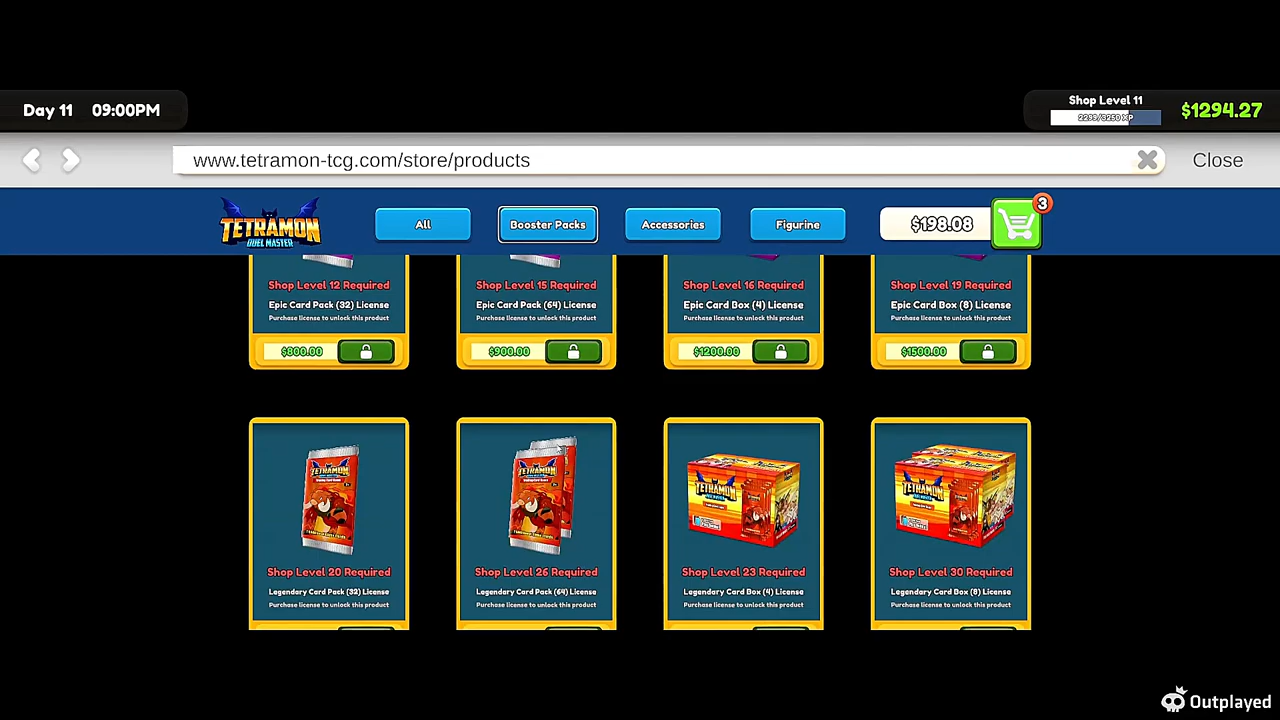 Day 11 09:00PM
Shop Level 11
2299/3250 XP
$1294.27
www.tetramon-tcg.com/store/products
Close
TETRAMON
DUEL MASTER
All
Booster Packs
Accessories
Figurine
$198.08
3
Shop Level 12 Required
Epic Card Pack (32) License
Purchase license to unlock this product
$800.00
Shop Level 15 Required
Epic Card Pack (64) License
Purchase license to unlock this product
$900.00
Shop Level 16 Required
Epic Card Box (4) License
Purchase license to unlock this product
$1200.00
Shop Level 19 Required
Epic Card Box (8) License
Purchase license to unlock this product
$1500.00
TETRAMON
Shop Level 20 Required
Legendary Card Pack (32) License
Purchase license to unlock this product
TETRAMON
Shop Level 26 Required
Legendary Card Pack (64) License
Purchase license to unlock this product
TETRAMON
Shop Level 23 Required
Legendary Card Box (4) License
Purchase license to unlock this product
TETRAMON
Shop Level 30 Required
Legendary Card Box (8) License
Purchase license to unlock this product
Outplayed